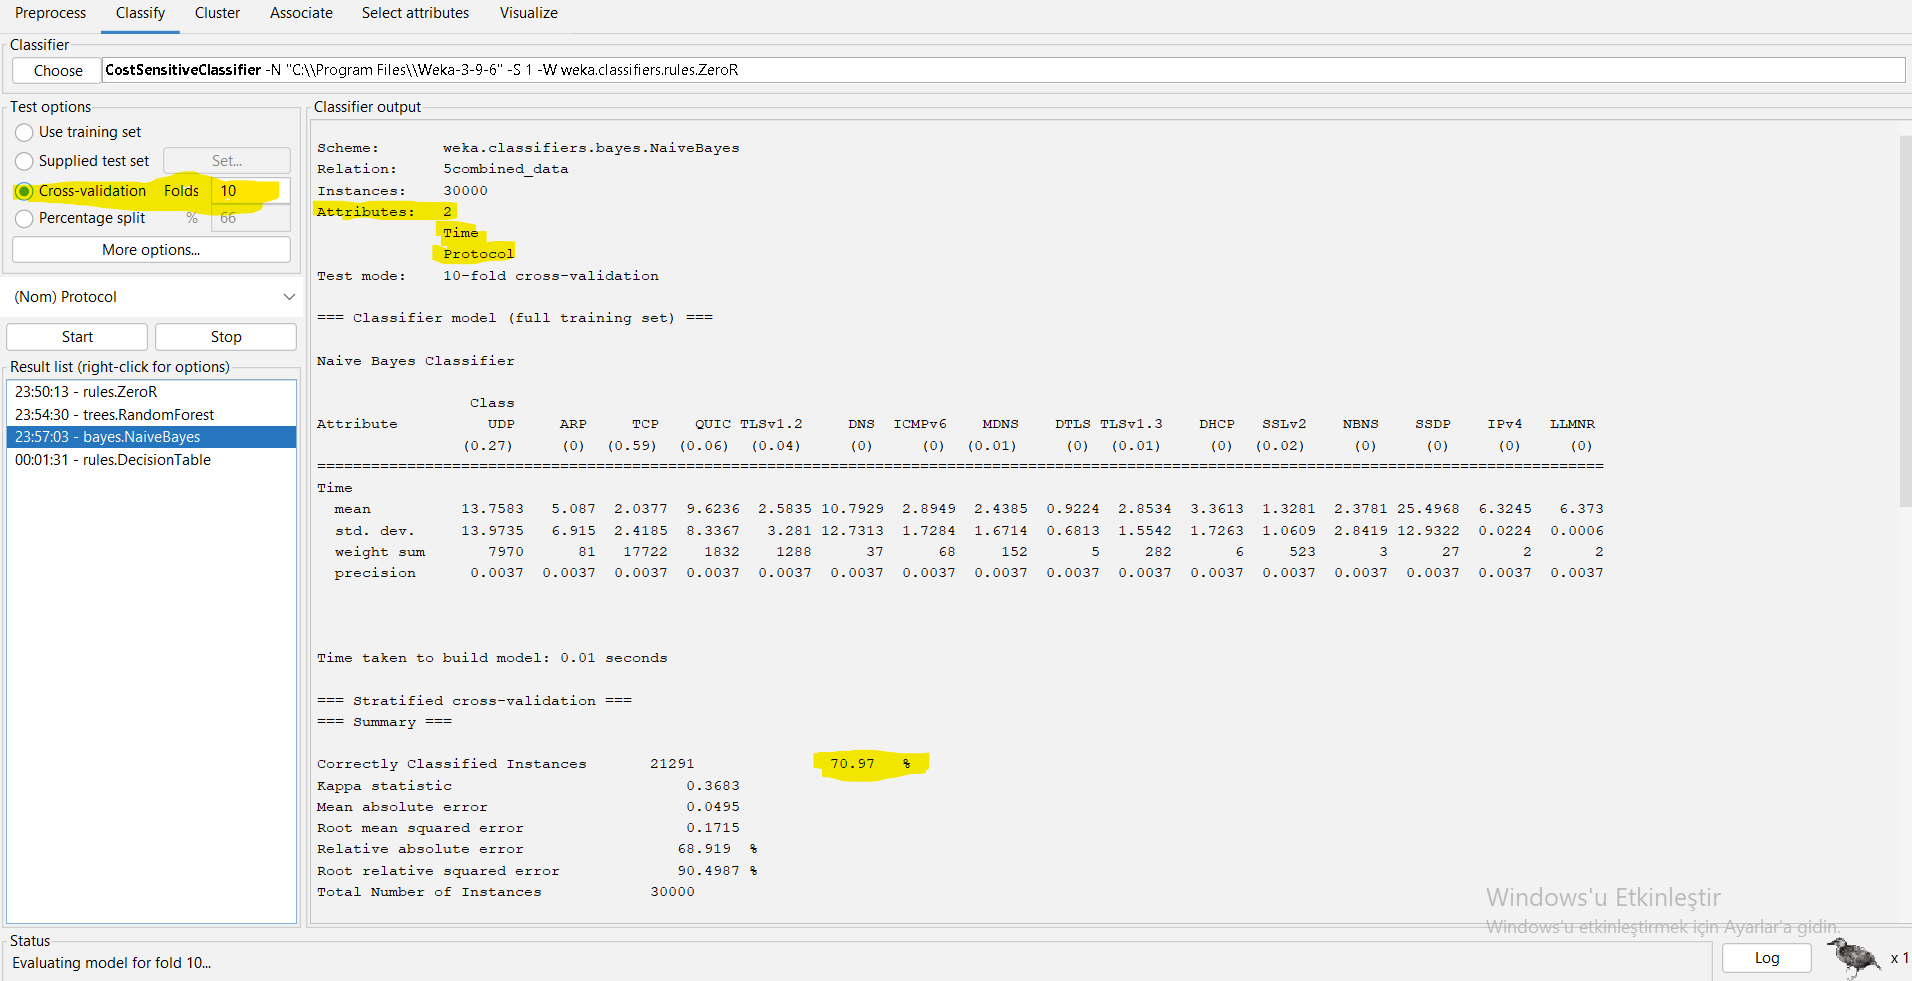 Preprocess Classify Cluster Associate Select attributes Visualize
Classifier
Choose CostSensitiveClassifier -N "C:\\Program Files\\Weka-3-9-6" -S 1 -W weka.classifiers.rules.ZeroR
Test options
Use training set
Supplied test set Set...
Cross-validation Folds 10
Percentage split % 66
More options...
(Nom) Protocol
Start Stop
Result list (right-click for options)
23:50:13 - rules.ZeroR
23:54:30 - trees.RandomForest
23:57:03 - bayes.NaiveBayes
00:01:31 - rules.DecisionTable
Classifier output
Scheme: weka.classifiers.bayes.NaiveBayes
Relation: 5combined_data
Instances: 30000
Attributes: 2
Time
Protocol
Test mode: 10-fold cross-validation
=== Classifier model (full training set) ===
Naive Bayes Classifier
Class
Attribute UDP ARP TCP QUIC TLSv1.2 DNS ICMPv6 MDNS DTLS TLSv1.3 DHCP SSLv2 NBNS SSDP IPv4 LLMNR
(0.27) (0) (0.59) (0.06) (0.04) (0) (0) (0.01) (0) (0.01) (0) (0.02) (0) (0) (0) (0)
===============================================================================================================================================
Time
mean 13.7583 5.087 2.0377 9.6236 2.5835 10.7929 2.8949 2.4385 0.9224 2.8534 3.3613 1.3281 2.3781 25.4968 6.3245 6.373
std. dev. 13.9735 6.915 2.4185 8.3367 3.281 12.7313 1.7284 1.6714 0.6813 1.5542 1.7263 1.0609 2.8419 12.9322 0.0224 0.0006
weight sum 7970 81 17722 1832 1288 37 68 152 5 282 6 523 3 27 2 2
precision 0.0037 0.0037 0.0037 0.0037 0.0037 0.0037 0.0037 0.0037 0.0037 0.0037 0.0037 0.0037 0.0037 0.0037 0.0037 0.0037
Time taken to build model: 0.01 seconds
=== Stratified cross-validation ===
=== Summary ===
Correctly Classified Instances 21291 70.97 %
Kappa statistic 0.3683
Mean absolute error 0.0495
Root mean squared error 0.1715
Relative absolute error 68.919 %
Root relative squared error 90.4987 %
Total Number of Instances 30000
Windows'u Etkinleştir
Windows'u etkinleştirmek için Ayarlar'a gidin.
Status
Evaluating model for fold 10...
Log x 1